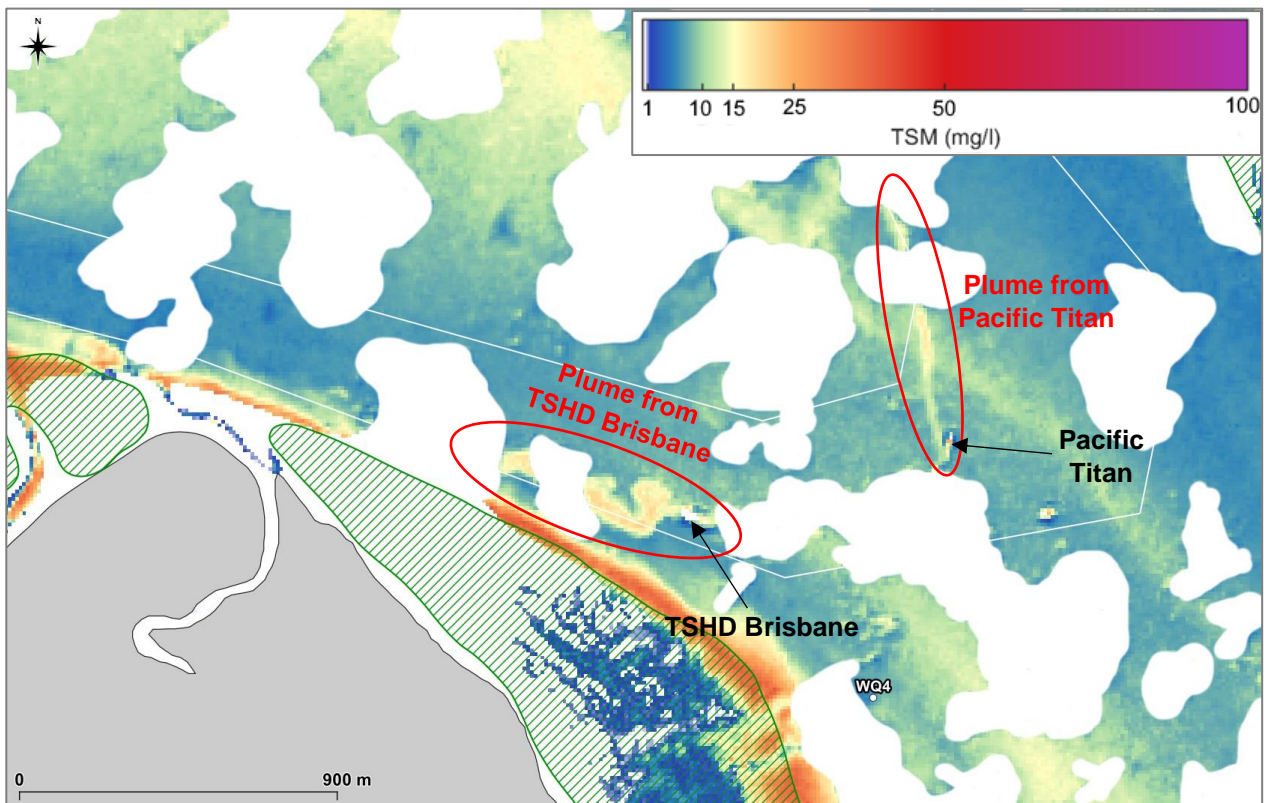 N
1 10 15 25 50 100
TSM (mg/l)
Plume from
Pacific Titan
Plume from
TSHD Brisbane
Pacific
Titan
TSHD Brisbane
WQ4
0 900 m